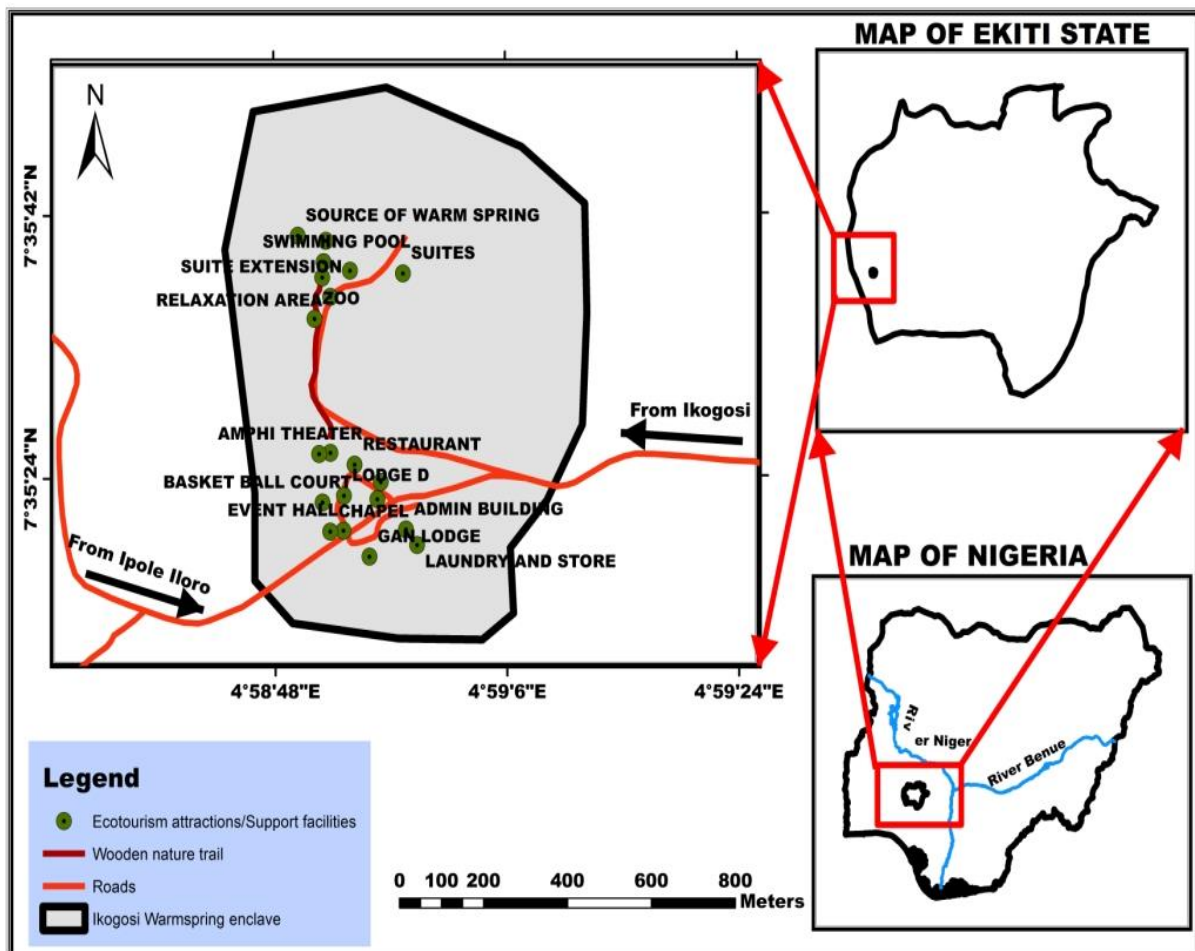 MAP OF EKITI STATE
N
7°35'42"N
7°35'24"N
SOURCE OF WARM SPRING
SWIMMING POOL
SUITES
SUITE EXTENSION
RELAXATION AREA
ZOO
From Ikogosi
AMPHI THEATER
RESTAURANT
LODGE D
BASKET BALL COURT
EVENT HALL
CHAPEL
ADMIN BUILDING
GAN LODGE
LAUNDRY AND STORE
From Ipole Iloro
4°58'48"E
4°59'6"E
4°59'24"E
MAP OF NIGERIA
Riv
er Niger
River Benue
Legend
Ecotourism attractions/Support facilities
Wooden nature trail
Roads
Ikogosi Warmspring enclave
0 100 200 400 600 800
Meters